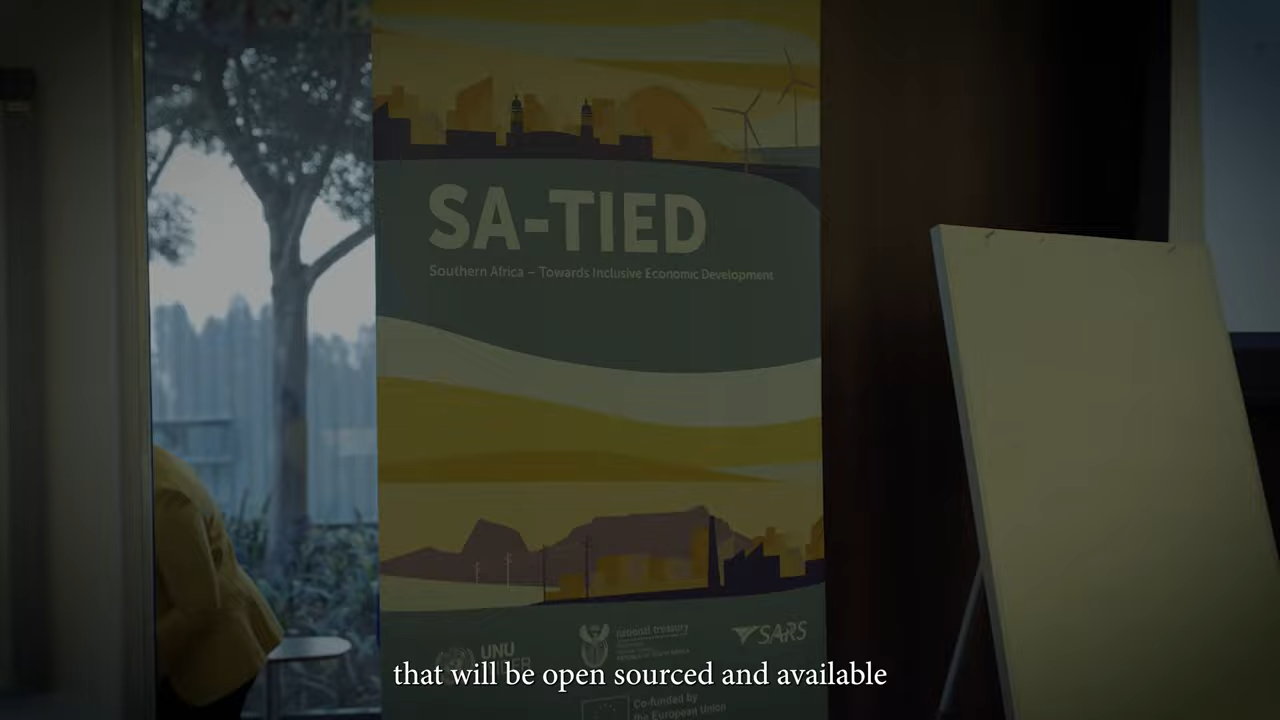 SA-TIED
Southern Africa – Towards Inclusive Economic Development
UNU
national treasury
SARS
that will be open sourced and available
Co-funded by
the European Union